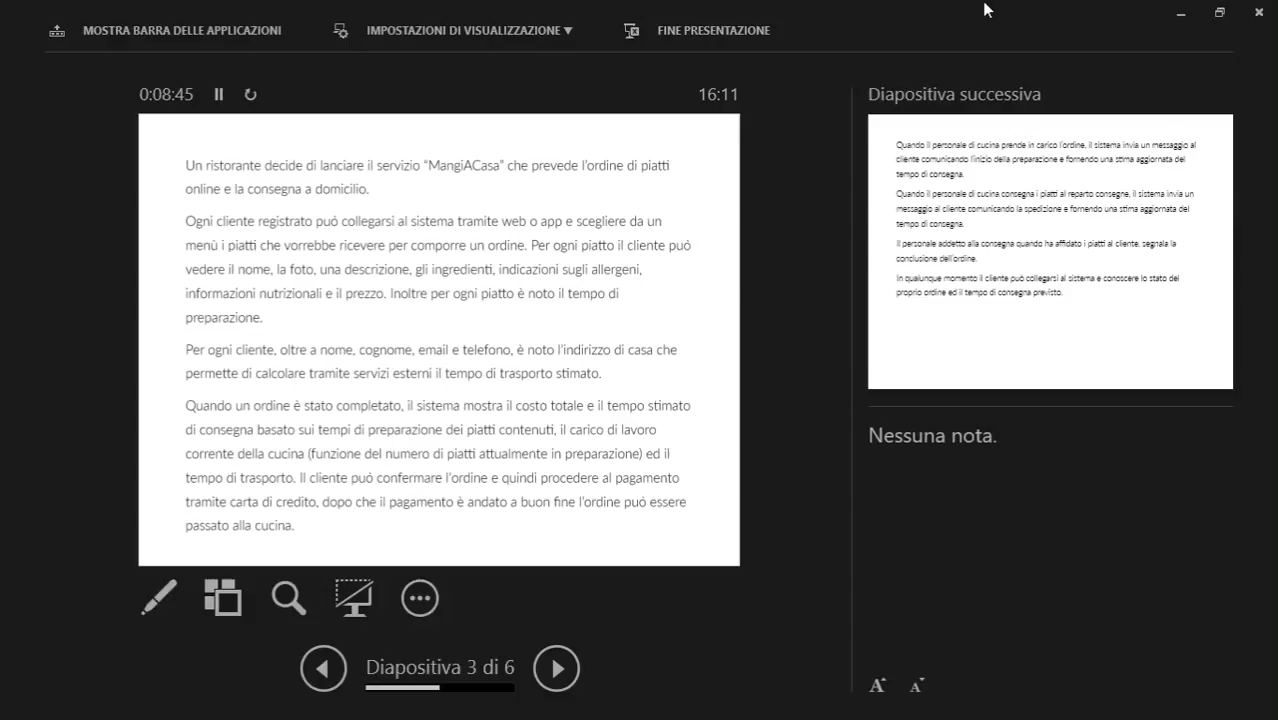 MOSTRA BARRA DELLE APPLICAZIONI
IMPOSTAZIONI DI VISUALIZZAZIONE ▼
FINE PRESENTAZIONE
0:08:45
16:11
Un ristorante decide di lanciare il servizio “MangiACasa” che prevede l’ordine di piatti
online e la consegna a domicilio.
Ogni cliente registrato può collegarsi al sistema tramite web o app e scegliere da un
menù i piatti che vorrebbe ricevere per comporre un ordine. Per ogni piatto il cliente può
vedere il nome, la foto, una descrizione, gli ingredienti, indicazioni sugli allergeni,
informazioni nutrizionali e il prezzo. Inoltre per ogni piatto è noto il tempo di
preparazione.
Per ogni cliente, oltre a nome, cognome, email e telefono, è noto l’indirizzo di casa che
permette di calcolare tramite servizi esterni il tempo di trasporto stimato.
Quando un ordine è stato completato, il sistema mostra il costo totale e il tempo stimato
di consegna basato sui tempi di preparazione dei piatti contenuti, il carico di lavoro
corrente della cucina (funzione del numero di piatti attualmente in preparazione) ed il
tempo di trasporto. Il cliente può confermare l’ordine e quindi procedere al pagamento
tramite carta di credito, dopo che il pagamento è andato a buon fine l’ordine può essere
passato alla cucina.
Diapositiva 3 di 6
Diapositiva successiva
Quando il personale di cucina prende in carico l’ordine, il sistema invia un messaggio al
cliente comunicando l’inizio della preparazione e fornendo una stima aggiornata del
tempo di consegna.
Quando il personale di cucina consegna i piatti al reparto consegne, il sistema invia un
messaggio al cliente comunicando la spedizione e fornendo una stima aggiornata del
tempo di consegna.
Il personale addetto alla consegna quando ha affidato i piatti al cliente, segnala la
conclusione dell’ordine.
In qualunque momento il cliente può collegarsi al sistema e conoscere lo stato del
proprio ordine ed il tempo di consegna previsto.
Nessuna nota.
A A